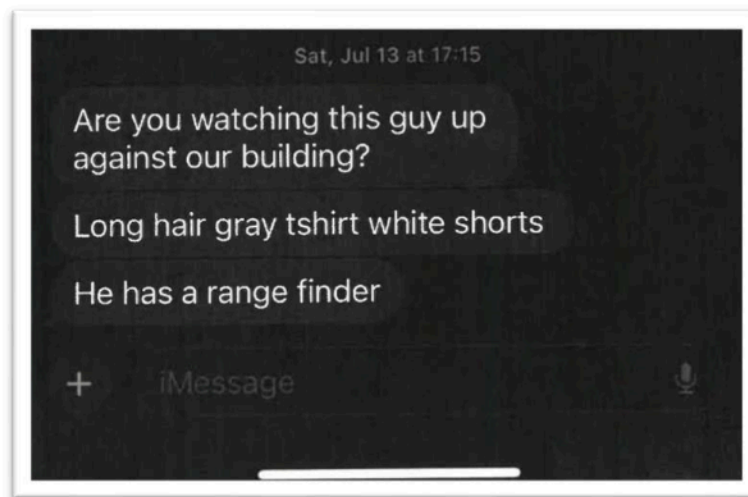 Sat, Jul 13 at 17:15
Are you watching this guy up
against our building?
Long hair gray tshirt white shorts
He has a range finder
iMessage